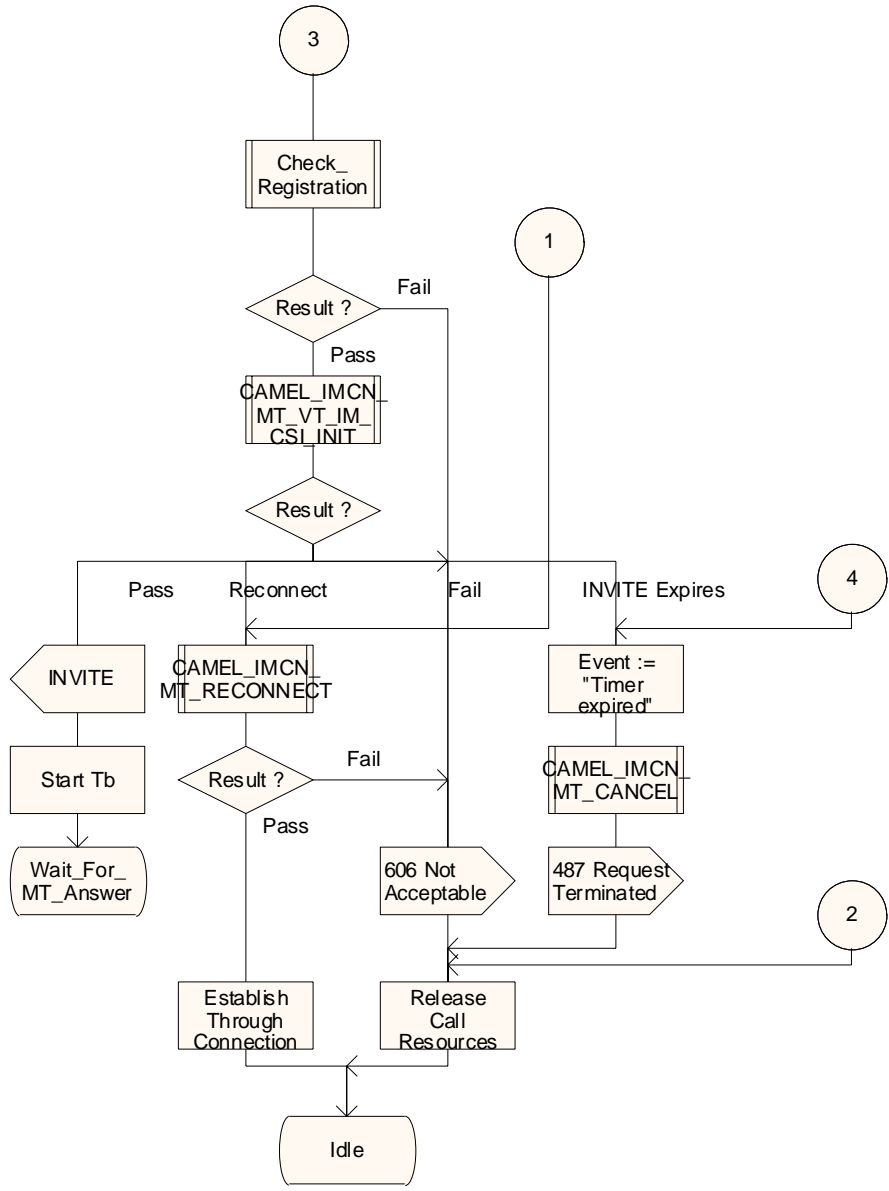 3
Check_
Registration
1
Result ?
Fail
Pass
CAMEL_IMCN_
MT_VT_IM_
CSI_INIT
Result ?
4
Pass
Reconnect
Fail
INVITE Expires
INVITE
CAMEL_IMCN_
MT_RECONNECT
Event :=
"Timer
expired"
Start Tb
Result ?
Fail
Pass
CAMEL_IMCN_
MT_CANCEL
Wait_For_
MT_Answer
606 Not
Acceptable
487 Request
Terminated
2
Establish
Through
Connection
Release
Call
Resources
Idle